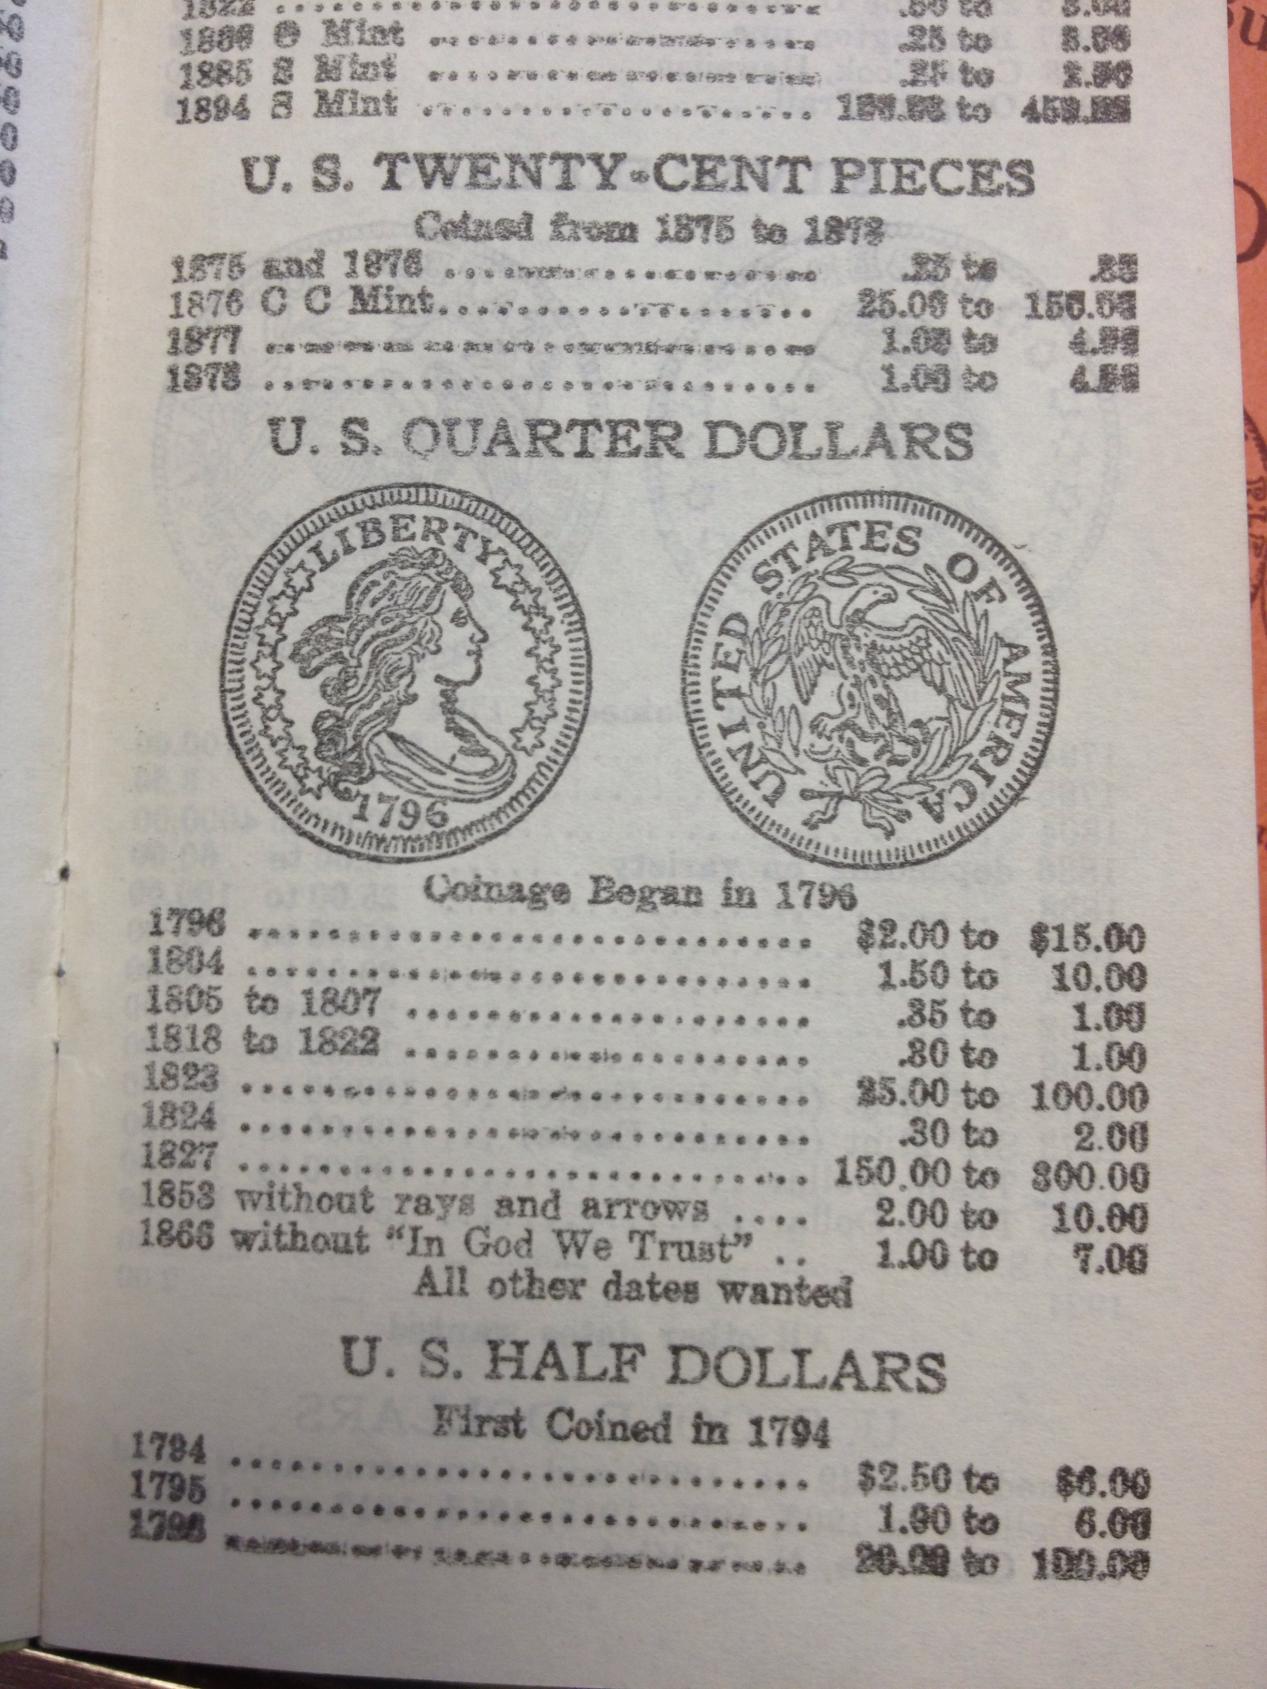 1866 O Mint .25 to
1885 S Mint .25 to
1894 S Mint to
U. S. TWENTY-CENT PIECES
Coined from 1875 to 1878
1875 and 1876 .25 to
1876 C C Mint 25.00 to 150.00
1877 1.00 to
1878 1.00 to
U. S. QUARTER DOLLARS
LIBERTY
1796
UNITED STATES OF AMERICA
Coinage Began in 1796
1796 $2.00 to $15.00
1804 1.50 to 10.00
1805 to 1807 .35 to 1.00
1818 to 1822 .30 to 1.00
1823 25.00 to 100.00
1824 .30 to 2.00
1827 150.00 to 300.00
1853 without rays and arrows .... 2.00 to 10.00
1866 without “In God We Trust” .. 1.00 to 7.00
All other dates wanted
U. S. HALF DOLLARS
First Coined in 1794
1794 $2.50 to $6.00
1795 1.00 to 6.00
to 100.00